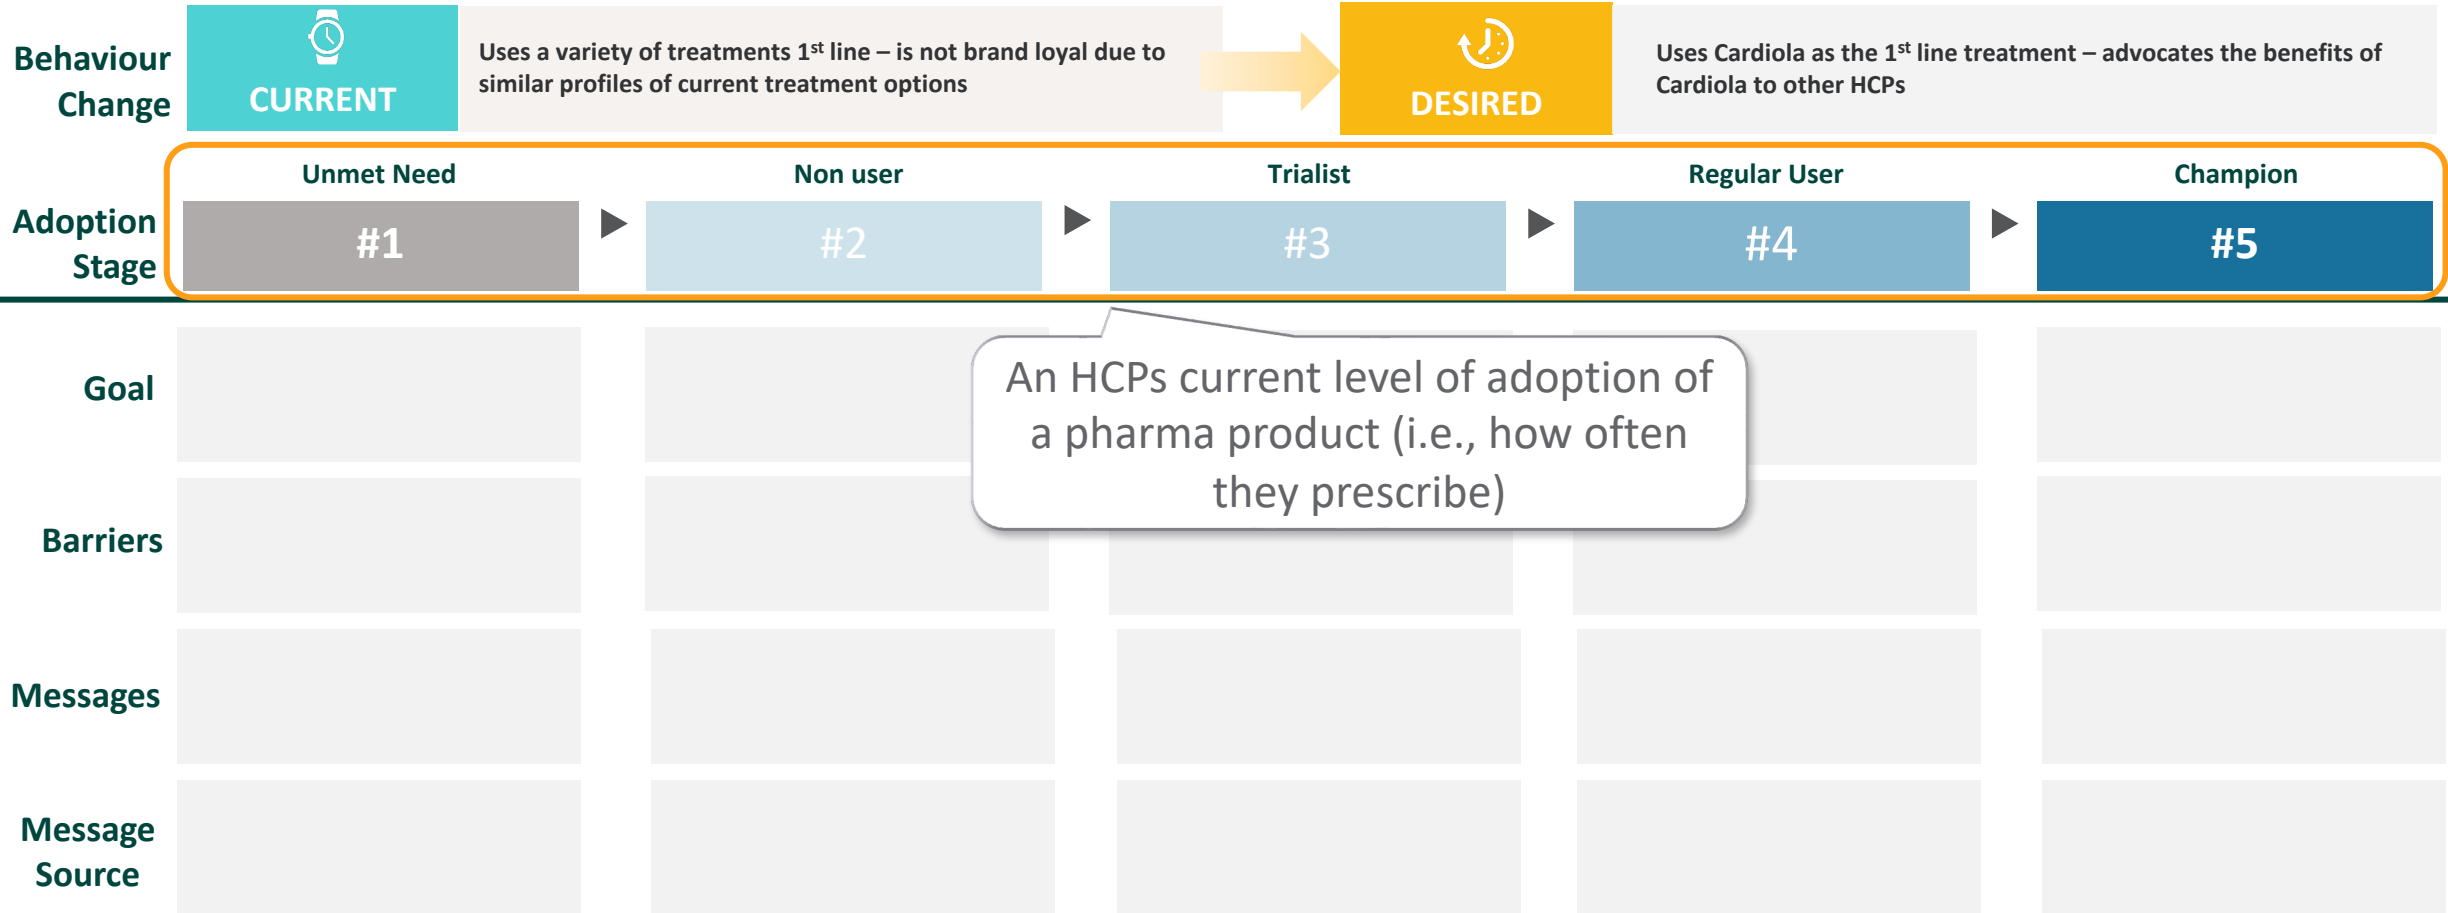 Behaviour
Change
CURRENT
Uses a variety of treatments 1st line – is not brand loyal due to
similar profiles of current treatment options
DESIRED
Uses Cardiola as the 1st line treatment – advocates the benefits of
Cardiola to other HCPs
Adoption
Stage
Unmet Need
#1
Non user
#2
Trialist
#3
Regular User
#4
Champion
#5
An HCPs current level of adoption of
a pharma product (i.e., how often
they prescribe)
Goal
Barriers
Messages
Message
Source